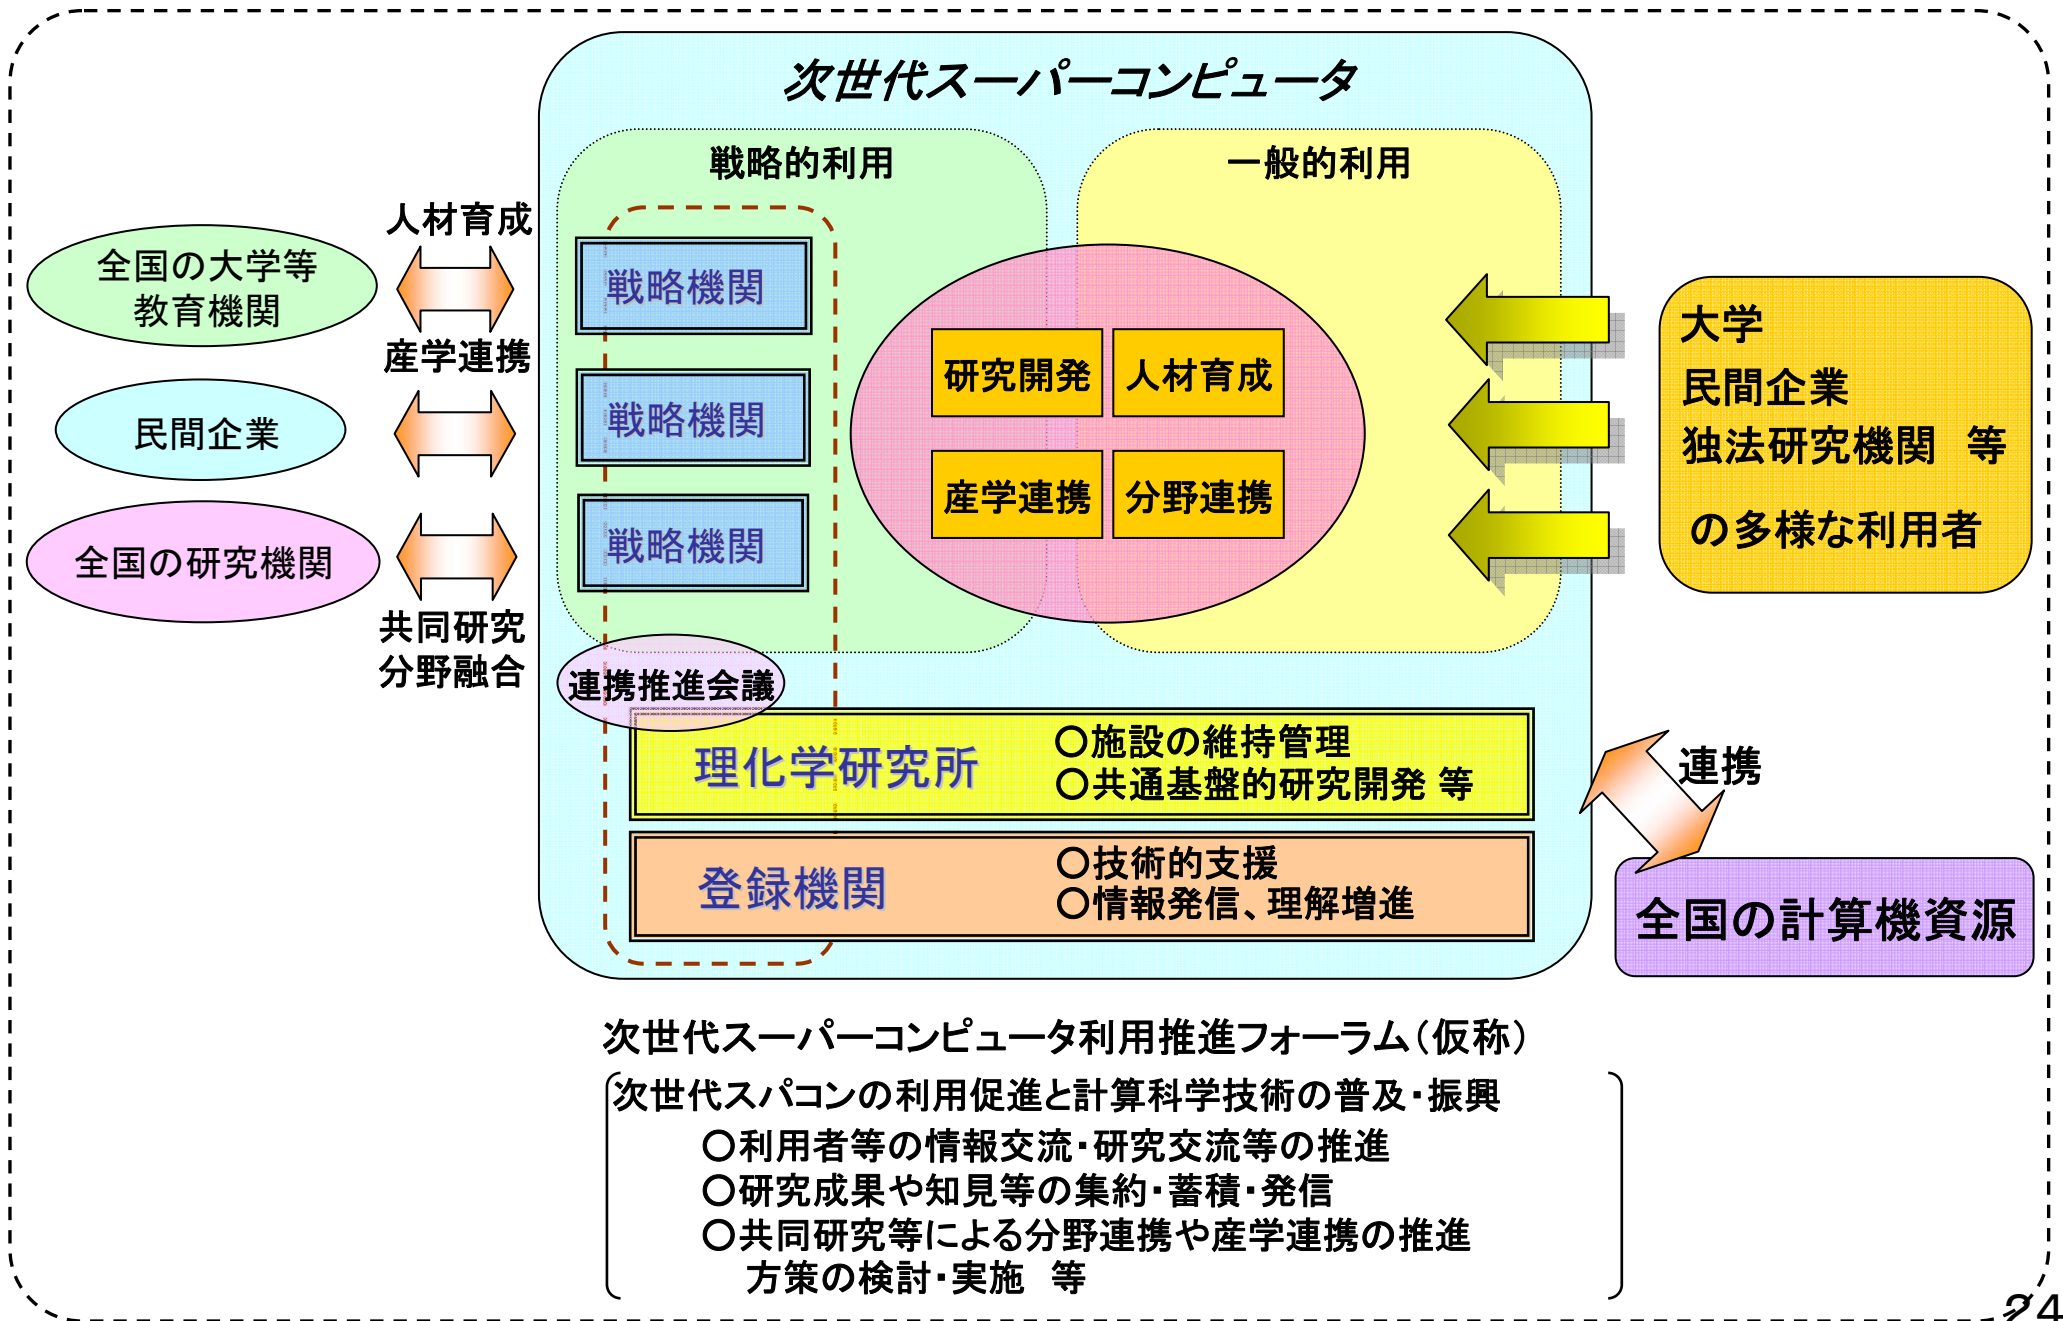 次世代スーパーコンピュータ
戦略的利用
一般的利用
人材育成
全国の大学等
教育機関
産学連携
民間企業
全国の研究機関
共同研究
分野融合
戦略機関
戦略機関
戦略機関
研究開発
人材育成
産学連携
分野連携
大学
民間企業
独法研究機関　等
の多様な利用者
連携推進会議
理化学研究所
○施設の維持管理
○共通基盤的研究開発 等
登録機関
○技術的支援
○情報発信、理解増進
連携
全国の計算機資源
次世代スーパーコンピュータ利用推進フォーラム(仮称)
次世代スパコンの利用促進と計算科学技術の普及・振興
○利用者等の情報交流・研究交流等の推進
○研究成果や知見等の集約・蓄積・発信
○共同研究等による分野連携や産学連携の推進
方策の検討・実施　等
24